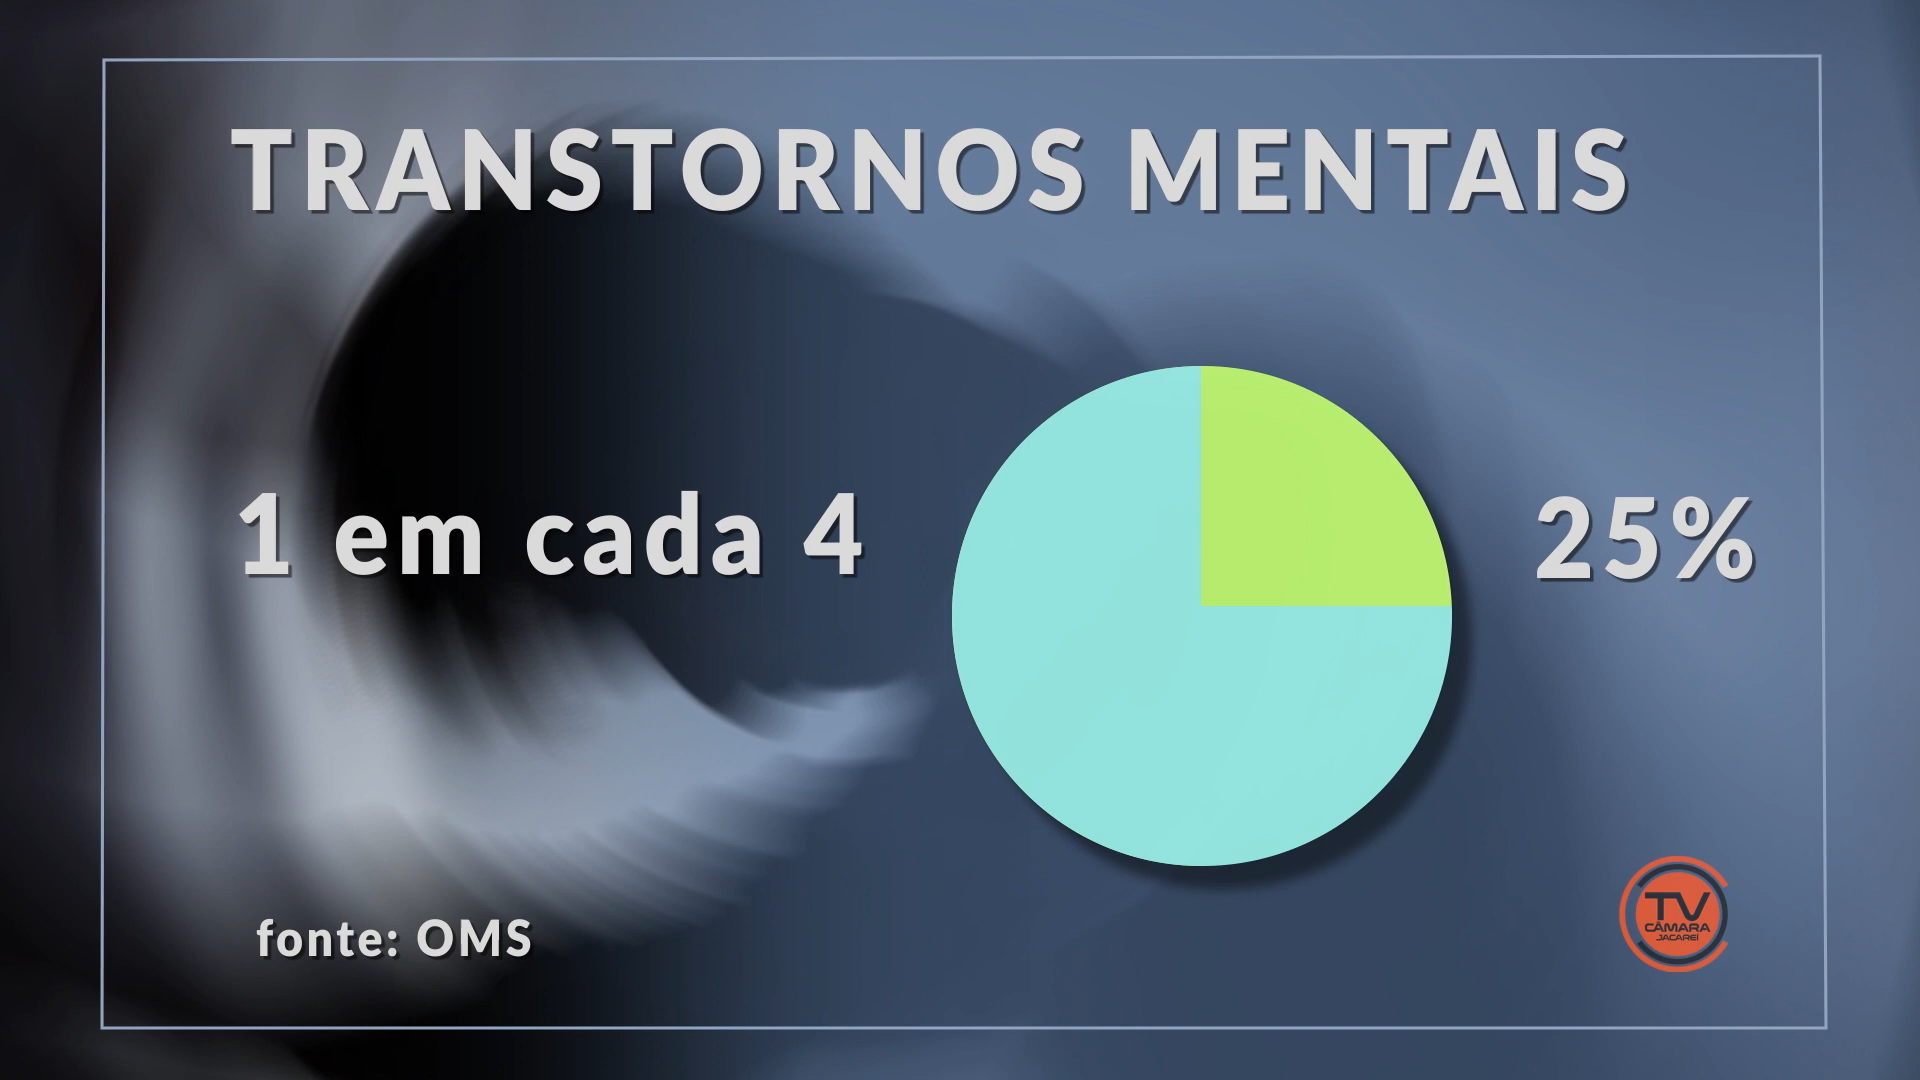 TRANSTORNOS MENTAIS
1 em cada 4
25%
fonte: OMS
TV
CÂMARA
JACAREÍ